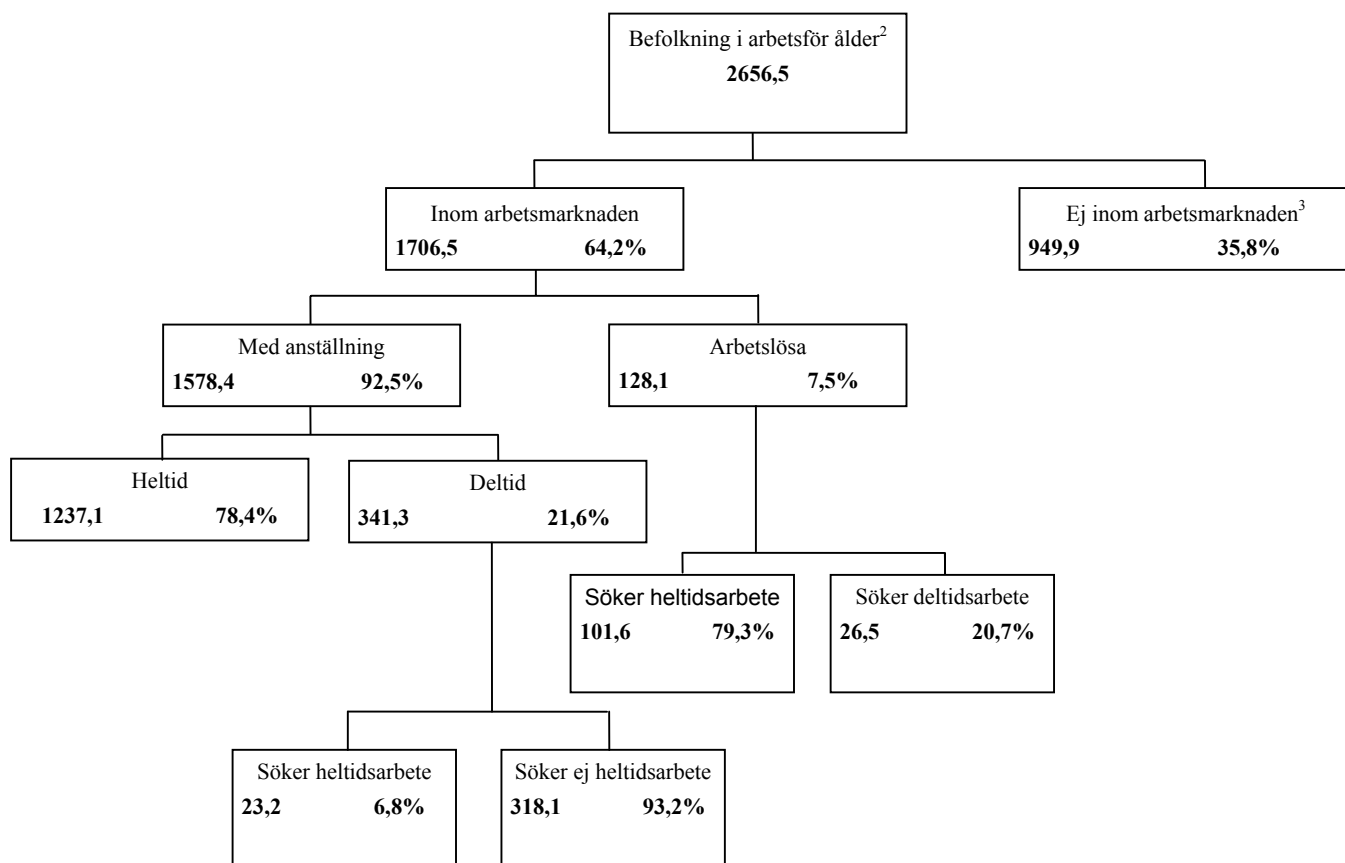 Befolkning i arbetsför ålder²
2656,5
Inom arbetsmarknaden
1706,5 64,2%
Ej inom arbetsmarknaden³
949,9 35,8%
Med anställning
1578,4 92,5%
Arbetslösa
128,1 7,5%
Heltid
1237,1 78,4%
Deltid
341,3 21,6%
Söker heltidsarbete
101,6 79,3%
Söker deltidsarbete
26,5 20,7%
Söker heltidsarbete
23,2 6,8%
Söker ej heltidsarbete
318,1 93,2%